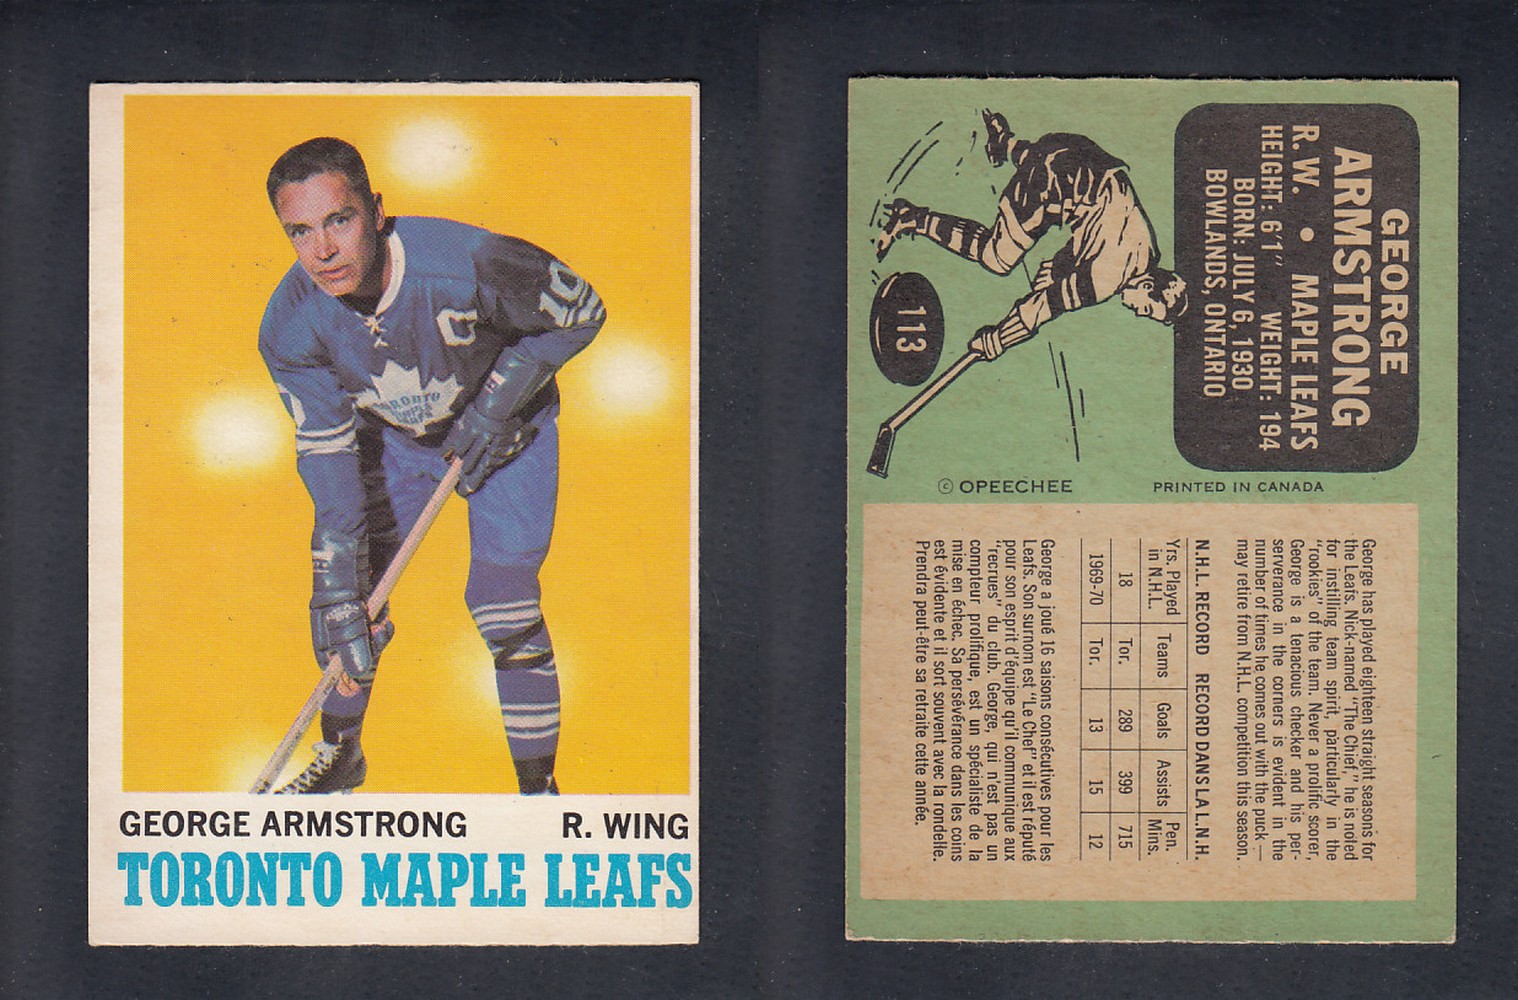 10
C
TORONTO
MAPLE
LEAFS
GEORGE ARMSTRONG R. WING
TORONTO MAPLE LEAFS
GEORGE
ARMSTRONG
R. W. • MAPLE LEAFS
HEIGHT: 6'1" WEIGHT: 194
BORN: JULY 6, 1930
BOWLANDS, ONTARIO
113
© OPEECHEE PRINTED IN CANADA
George has played eighteen straight seasons for
the Leafs. Nick-named "The Chief," he is noted
for instilling team spirit, particularly in the
"rookies" of the team. Never a prolific scorer,
George is a tenacious checker and his per-
serverance in the corners is evident in the
number of times he comes out with the puck —
may retire from N.H.L. competition this season.
N.H.L. RECORD RECORD DANS LA L.N.H.
Yrs. Played in N.H.L. Teams Goals Assists Pen. Mins.
18 Tor. 289 399 715
1969-70 Tor. 13 15 12
George a joué 16 saisons consécutives pour les
Leafs. Son surnom est "Le Chef" et il est réputé
pour son esprit d'équipe qu'il communique aux
"recrues" du club. George, qui n'est pas un
compteur prolifique, est un spécialiste de la
mise en échec. Sa persévérance dans les coins
est évidente et il sort souvent avec la rondelle.
Prendra peut-être sa retraite cette année.